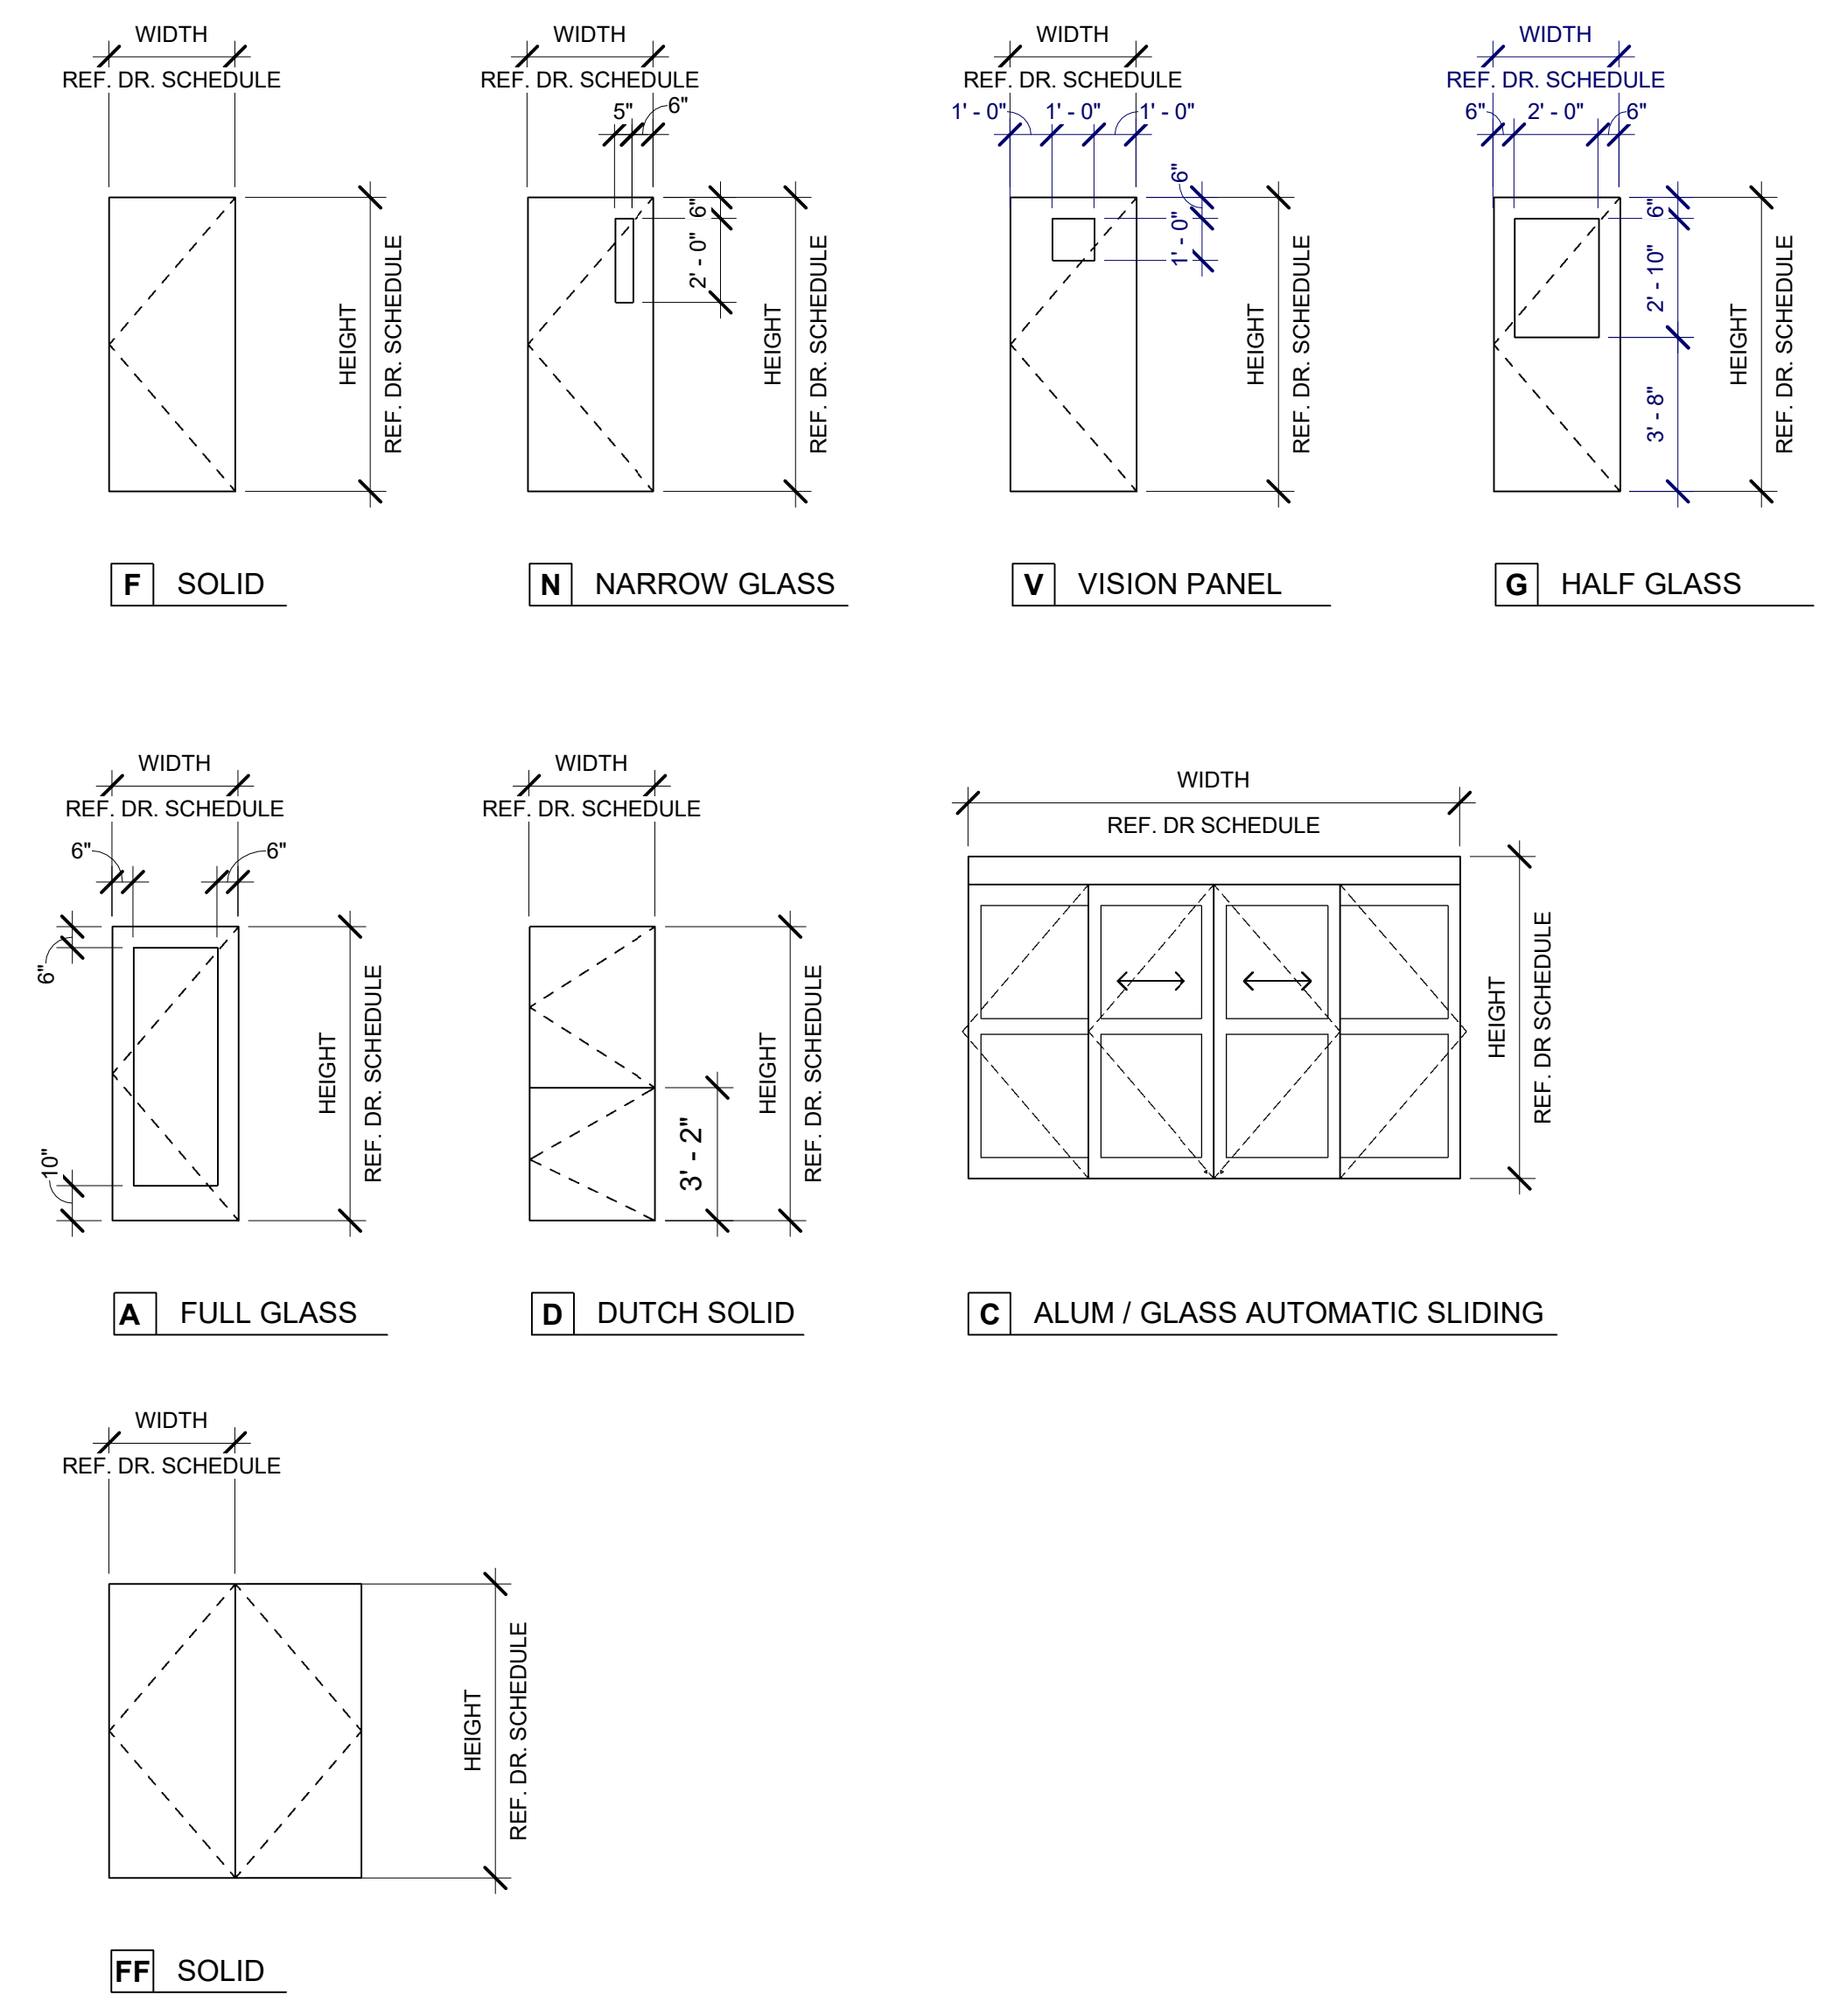 WIDTH
REF. DR. SCHEDULE
HEIGHT
REF. DR. SCHEDULE
F SOLID
WIDTH
REF. DR. SCHEDULE
5" 6"
6"
2' - 0"
HEIGHT
REF. DR. SCHEDULE
N NARROW GLASS
WIDTH
REF. DR. SCHEDULE
1' - 0" 1' - 0" 1' - 0"
6"
1' - 0"
HEIGHT
REF. DR. SCHEDULE
V VISION PANEL
WIDTH
REF. DR. SCHEDULE
6" 2' - 0" 6"
6"
2' - 10"
3' - 8"
HEIGHT
REF. DR. SCHEDULE
G HALF GLASS
WIDTH
REF. DR. SCHEDULE
6" 6"
6"
10"
HEIGHT
REF. DR. SCHEDULE
A FULL GLASS
WIDTH
REF. DR. SCHEDULE
3' - 2"
HEIGHT
REF. DR. SCHEDULE
D DUTCH SOLID
WIDTH
REF. DR SCHEDULE
HEIGHT
REF. DR SCHEDULE
C ALUM / GLASS AUTOMATIC SLIDING
WIDTH
REF. DR. SCHEDULE
HEIGHT
REF. DR. SCHEDULE
FF SOLID